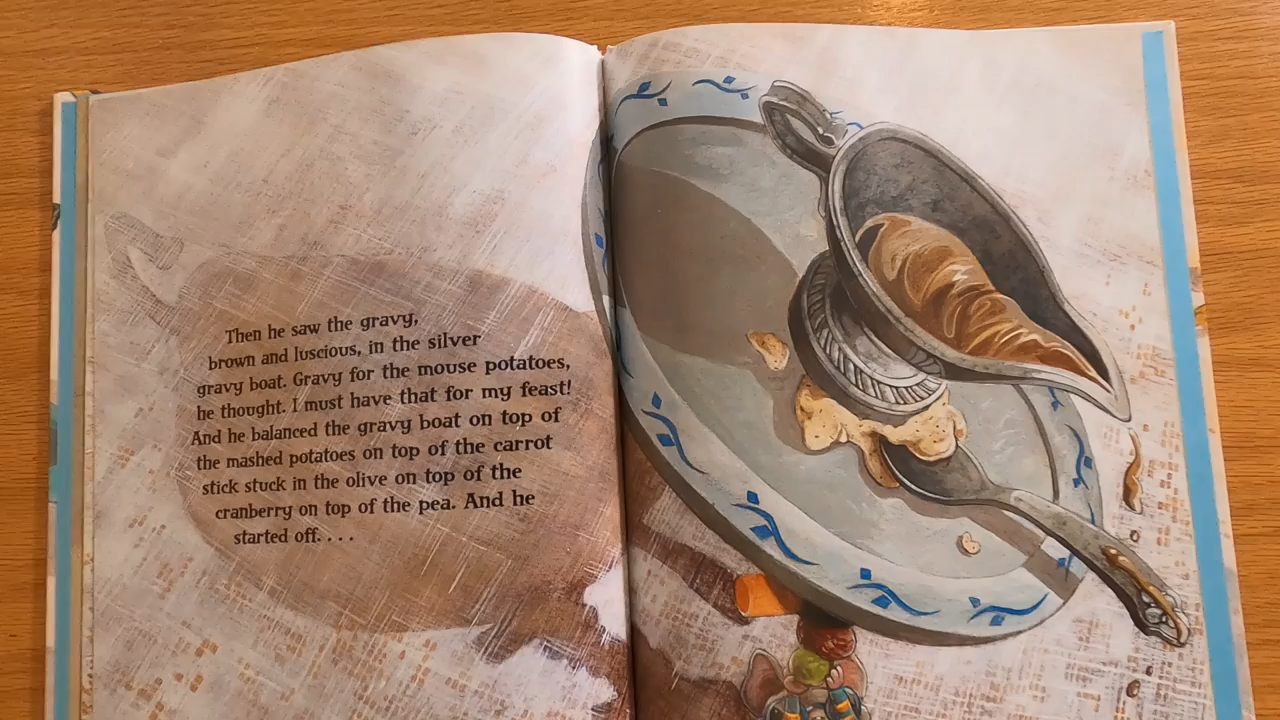 Then he saw the gravy,
brown and luscious, in the silver
gravy boat. Gravy for the mouse potatoes,
he thought. I must have that for my feast!
And he balanced the gravy boat on top of
the mashed potatoes on top of the carrot
stick stuck in the olive on top of the
cranberry on top of the pea. And he
started off. . . .